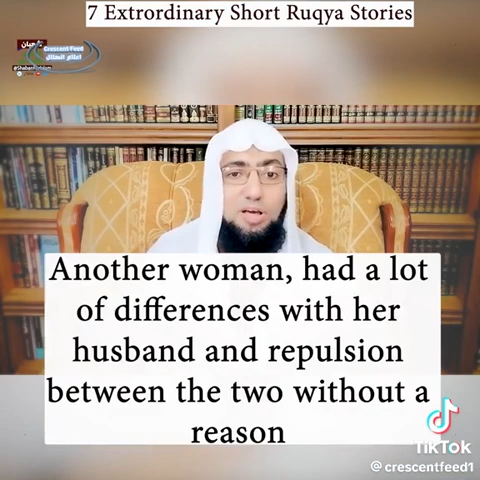 7 Extrordinary Short Ruqya Stories
Crescent Feed
Another woman, had a lot
of differences with her
husband and repulsion
between the two without a
reason
TikTok
@crescentfeed1